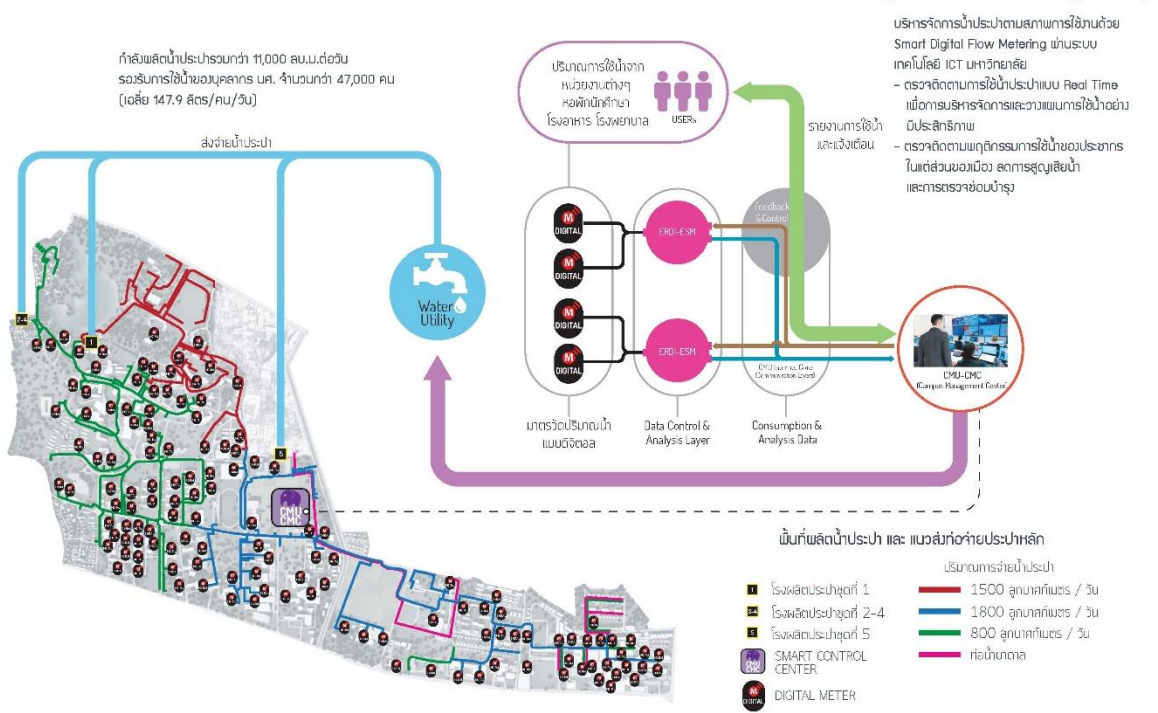 กำลังผลิตน้ำประปารวมกว่า 11,000 ลบ.ม.ต่อวัน
รองรับการใช้น้ำของบุคลากร นศ. จำนวนกว่า 47,000 คน
(เฉลี่ย 147.9 ลิตร/คน/วัน)
ส่งจ่ายน้ำประปา
Water
Utility
ปริมาณการใช้น้ำจาก
หน่วยงานต่างๆ
หอพักนักศึกษา
โรงอาหาร โรงพยาบาล
USERs
บริหารจัดการน้ำประปาตามสภาพการใช้งานด้วย
Smart Digital Flow Metering ผ่านระบบ
เทคโนโลยี ICT มหาวิทยาลัย
- ตรวจติดตามการใช้น้ำประปาแบบ Real Time
เพื่อการบริหารจัดการและวางแผนการใช้น้ำอย่าง
มีประสิทธิภาพ
- ตรวจติดตามพฤติกรรมการใช้น้ำของประชากร
ในแต่ส่วนของเมือง ลดการสูญเสียน้ำ
และการตรวจซ่อมบำรุง
รายงานการใช้น้ำ
และแจ้งเตือน
M
DIGITAL
M
DIGITAL
M
DIGITAL
M
DIGITAL
ERDI-ESM
ERDI-ESM
Feedback
& Control
มาตรวัดปริมาณน้ำ
แบบดิจิตอล
Data Control &
Analysis Layer
Consumption &
Analysis Data
CMU-CMC
(Campus Management Center)
2-4
1
5
CMU
CMC
พื้นที่ผลิตน้ำประปา และ แนวส่งท่อจ่ายประปาหลัก
ปริมาณการจ่ายน้ำประปา
1 โรงผลิตประปาชุดที่ 1
2-4 โรงผลิตประปาชุดที่ 2-4
5 โรงผลิตประปาชุดที่ 5
CMU CMC SMART CONTROL
CENTER
M DIGITAL METER
1500 ลูกบาศก์เมตร / วัน
1800 ลูกบาศก์เมตร / วัน
800 ลูกบาศก์เมตร / วัน
ท่อน้ำบาดาล